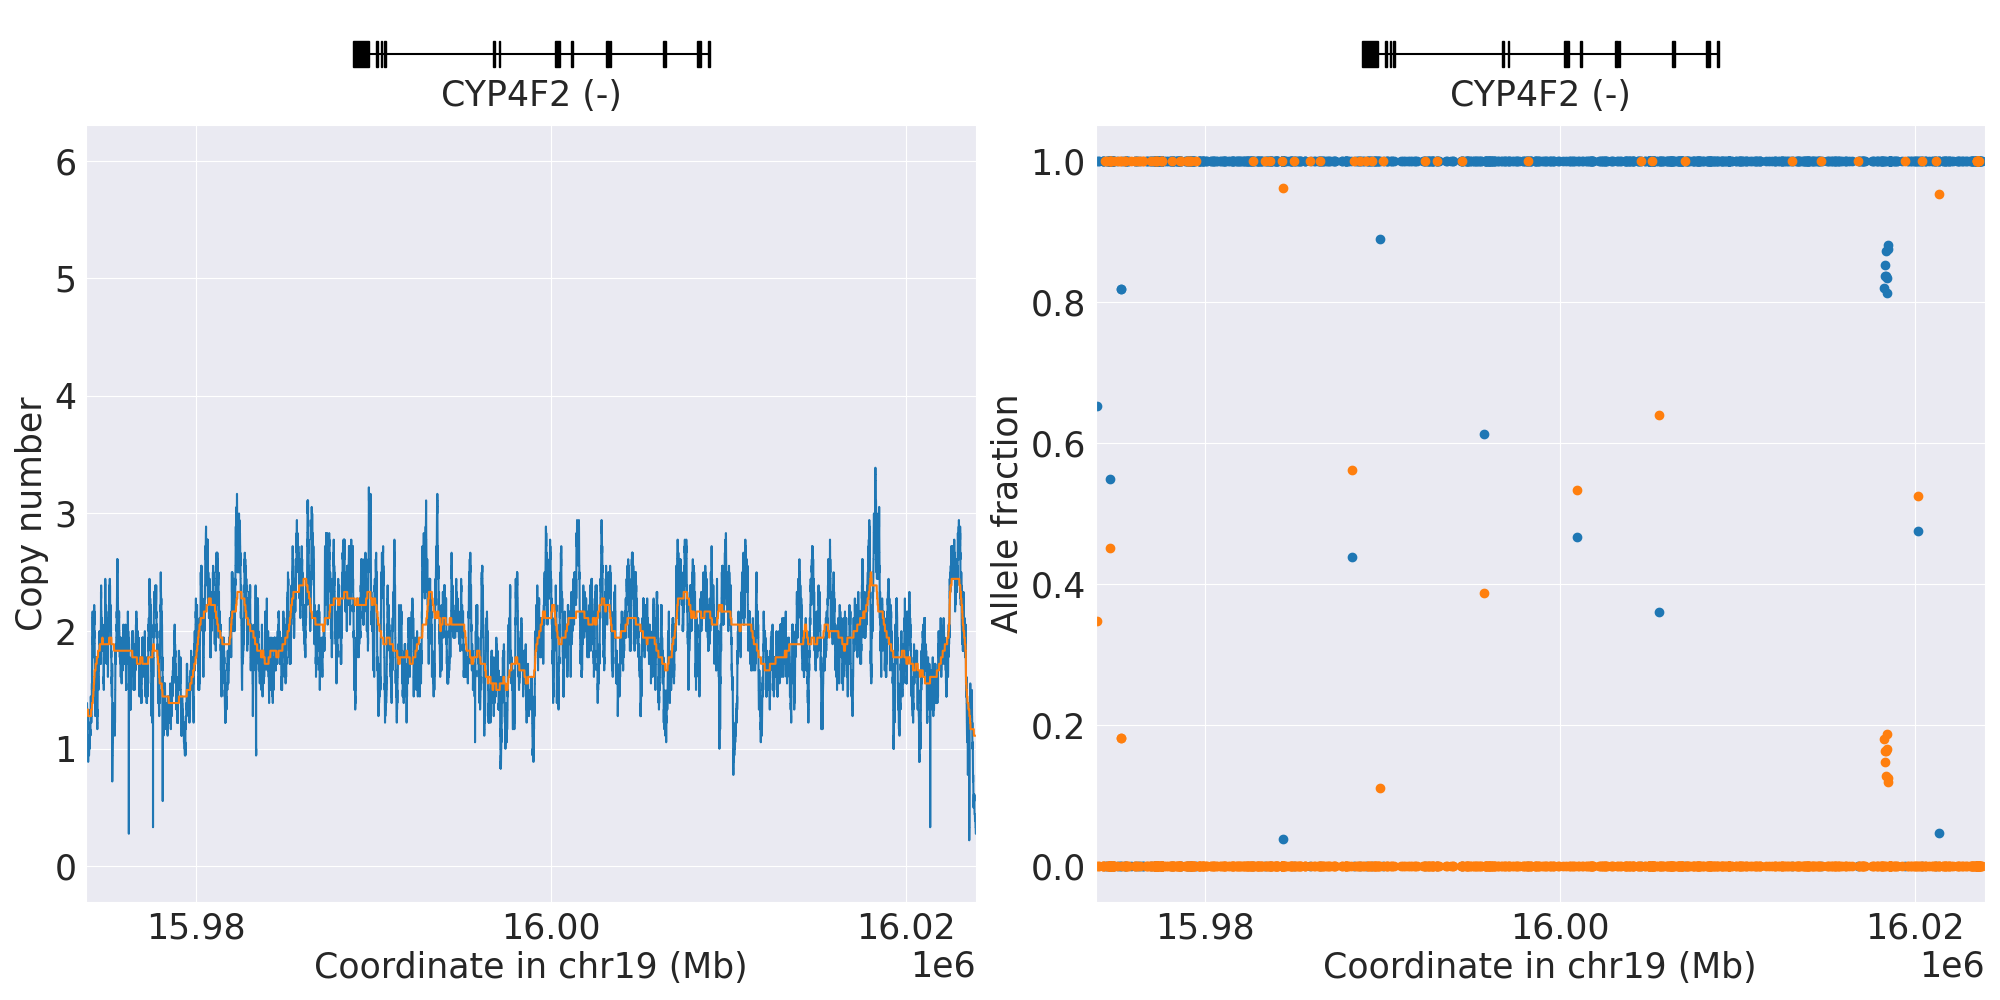 CYP4F2 (-)
6
5
4
3
2
1
0
Copy number
15.98
16.00
16.02
Coordinate in chr19 (Mb)
1e6
CYP4F2 (-)
1.0
0.8
0.6
0.4
0.2
0.0
Allele fraction
15.98
16.00
16.02
Coordinate in chr19 (Mb)
1e6